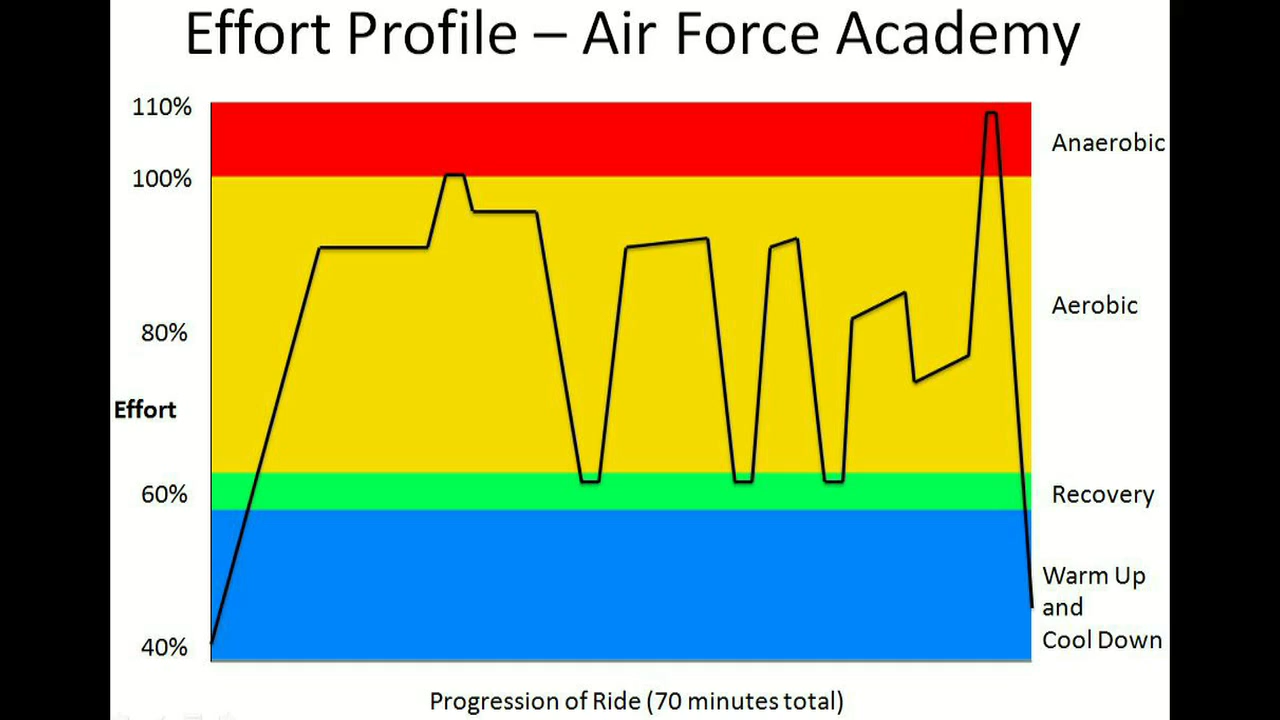 Effort Profile – Air Force Academy
110%
Anaerobic
100%
Aerobic
80%
Effort
60%
Recovery
Warm Up
and
Cool Down
40%
Progression of Ride (70 minutes total)